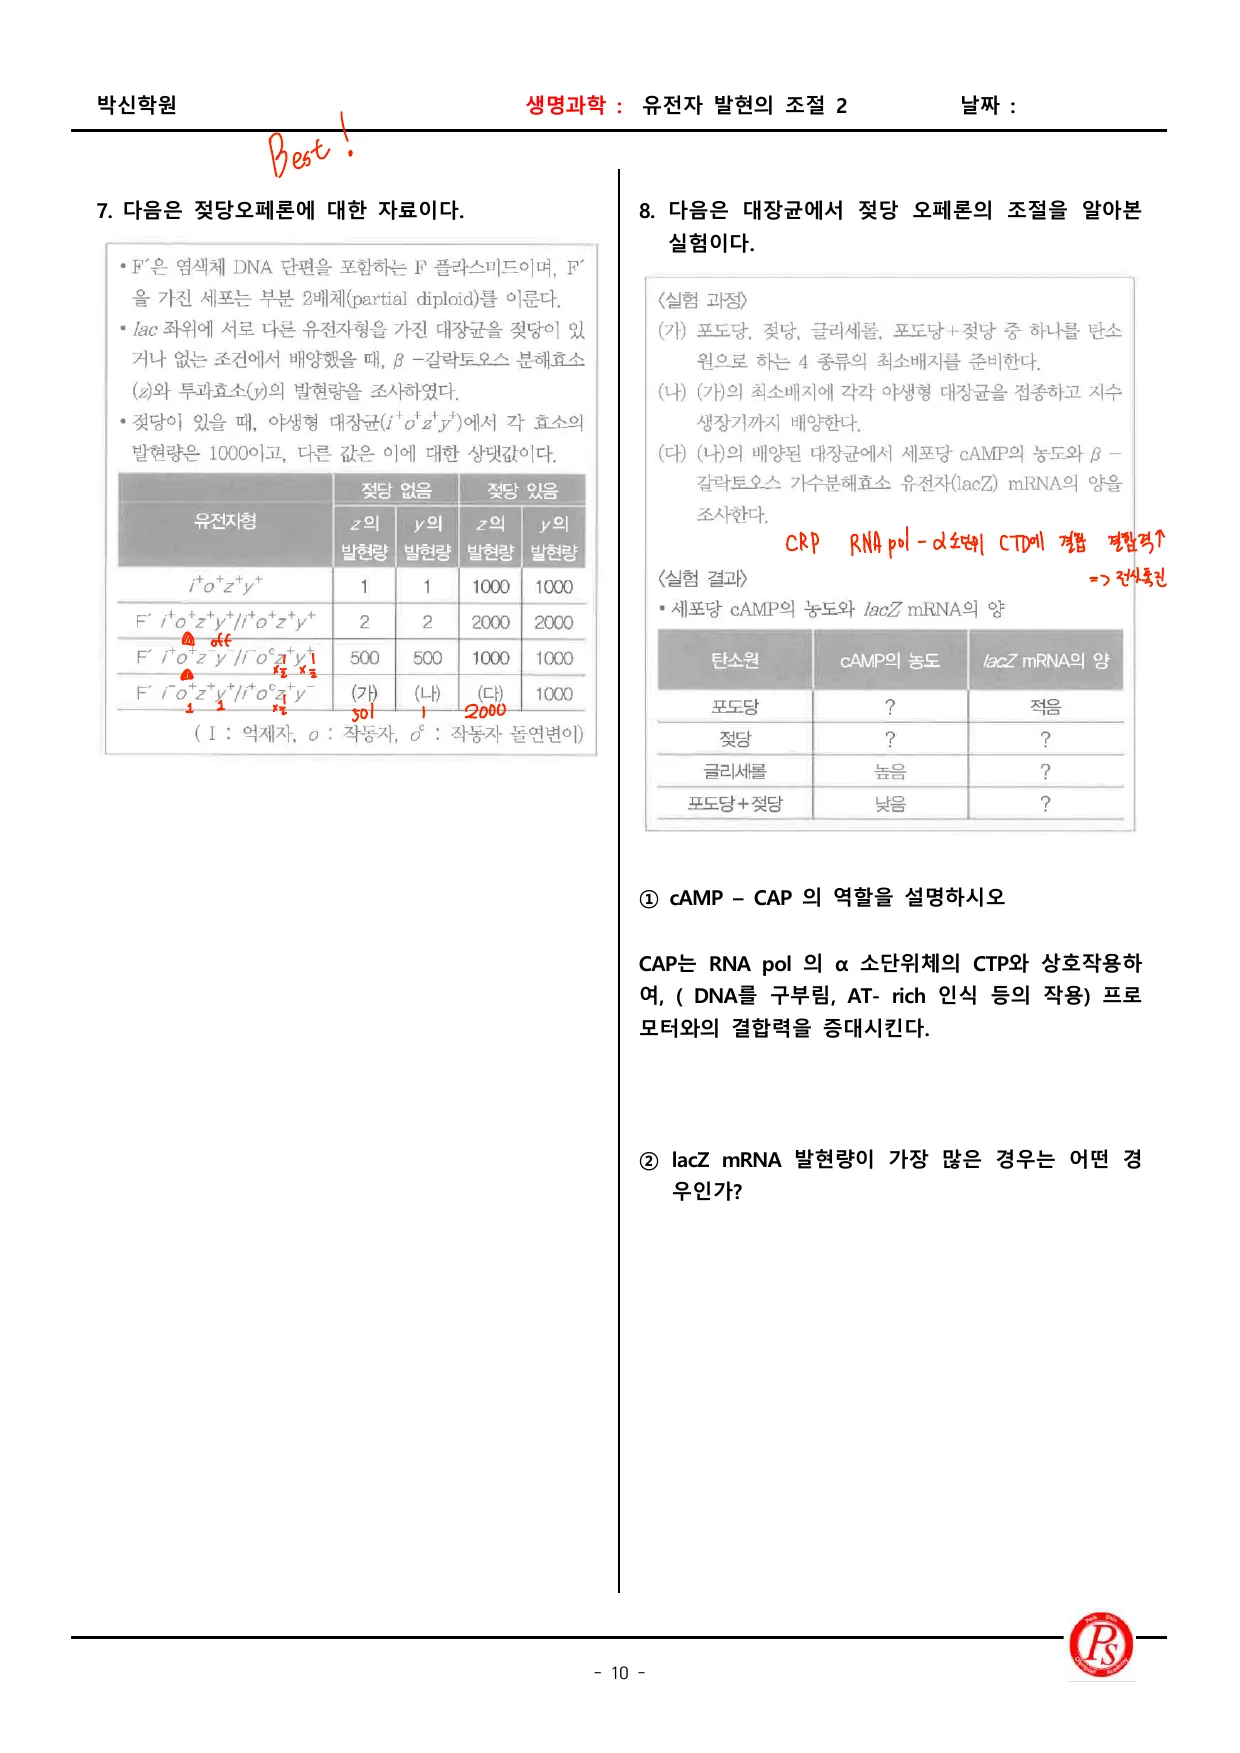 박신학원 생명과학 : 유전자 발현의 조절 2 날짜 :
Best!
7. 다음은 젖당오페론에 대한 자료이다.
• F´은 염색체 DNA 단편을 포함하는 F 플라스미드이며, F´
을 가진 세포는 부분 2배체(partial diploid)를 이룬다.
• lac 좌위에 서로 다른 유전자형을 가진 대장균을 젖당이 있
거나 없는 조건에서 배양했을 때, β -갈락토오스 분해효소
(z)와 투과효소(y)의 발현량을 조사하였다.
• 젖당이 있을 때, 야생형 대장균(i⁺o⁺z⁺y⁺)에서 각 효소의
발현량은 1000이고, 다른 값은 이에 대한 상댓값이다.
젖당 없음 젖당 있음
유전자형 z의 y의 z의 y의
발현량 발현량 발현량 발현량
i⁺o⁺z⁺y⁺ 1 1 1000 1000
F´ i⁺o⁺z⁺y⁺/i⁺o⁺z⁺y⁺ 2 2 2000 2000
off
F´ i⁺o⁺z⁻y⁻/i⁻oᶜz⁺y⁺ 500 500 1000 1000
1 1
×½ ×½
F´ i⁻o⁺z⁺y⁺/i⁺oᶜz⁺y⁻ (가) (나) (다) 1000
1 1 1 ×½ 501 1 2000
( I : 억제자, o : 작동자, oᶜ : 작동자 돌연변이)
8. 다음은 대장균에서 젖당 오페론의 조절을 알아본
실험이다.
〈실험 과정〉
(가) 포도당, 젖당, 글리세롤, 포도당+젖당 중 하나를 탄소
원으로 하는 4 종류의 최소배지를 준비한다.
(나) (가)의 최소배지에 각각 야생형 대장균을 접종하고 지수
생장기까지 배양한다.
(다) (나)의 배양된 대장균에서 세포당 cAMP의 농도와 β -
갈락토오스 가수분해효소 유전자(lacZ) mRNA의 양을
조사한다.
CRP RNA pol - α소단위 CTD에 결합 결합력↑
=> 전사촉진
〈실험 결과〉
• 세포당 cAMP의 농도와 lacZ mRNA의 양
탄소원 cAMP의 농도 lacZ mRNA의 양
포도당 ? 적음
젖당 ? ?
글리세롤 높음 ?
포도당+젖당 낮음 ?
① cAMP – CAP 의 역할을 설명하시오
CAP는 RNA pol 의 α 소단위체의 CTP와 상호작용하
여, ( DNA를 구부림, AT- rich 인식 등의 작용) 프로
모터와의 결합력을 증대시킨다.
② lacZ mRNA 발현량이 가장 많은 경우는 어떤 경
우인가?
- 10 -
PS